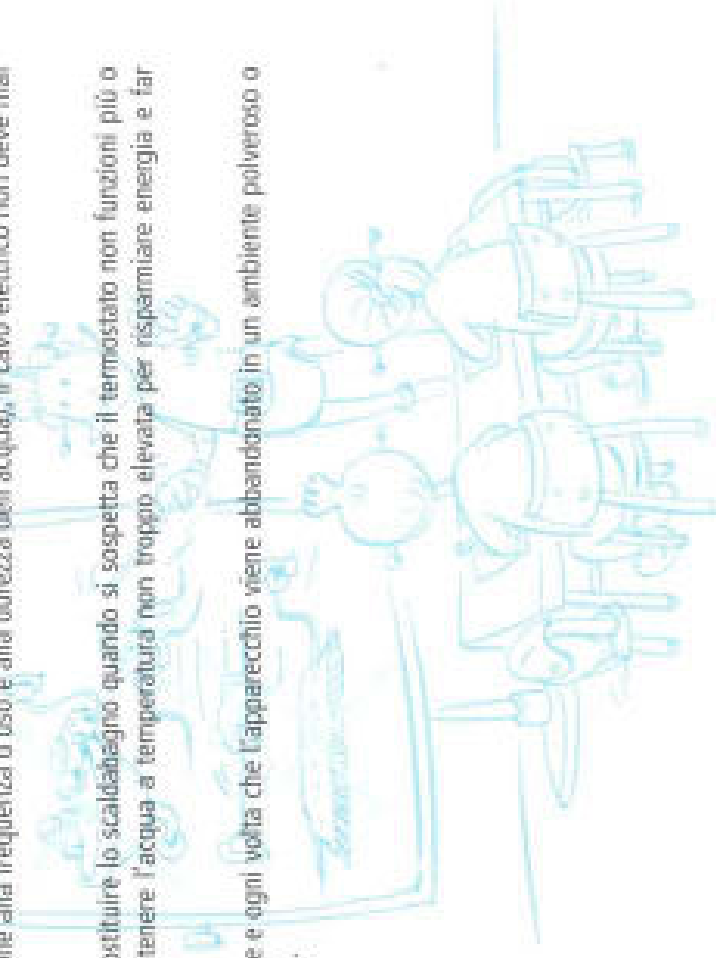 alla frequenza d'uso e alla durezza dell'acqua), il cavo elettrico non deve mai
ostituire lo scaldabagno quando si sospetta che il termostato non funzioni più o
tenere l'acqua a temperatura non troppo elevata per risparmiare energia e far
e e ogni volta che l'apparecchio viene abbandonato in un ambiente polveroso o